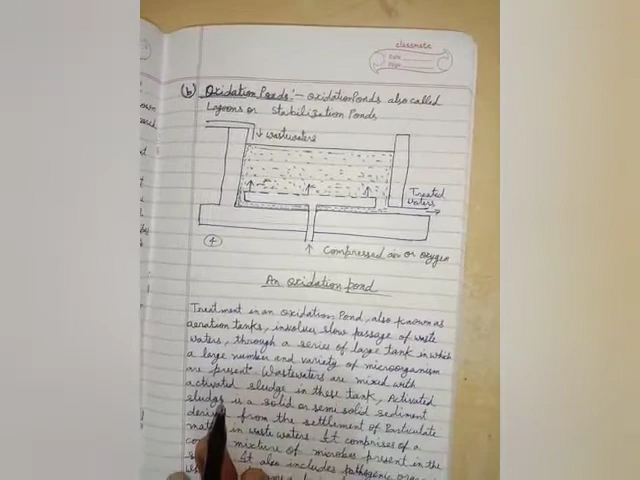 classmate
Date
Page
(b) Oxidation Ponds:- Oxidation Ponds also called
Lagoons or Stabilization Ponds
↓ wastewaters
Treated
waters
4
↑ Compressed air or oxygen
An oxidation pond
Treatment in an oxidation Pond, also known as
aeration tanks, involves slow passage of waste
waters, through a series of large tank in which
a large number and variety of microorganism
are present. Wastewaters are mixed with
activated sludge in these tank, Activated
sludge is a solid or semi solid sediment
from the settlement of Particulate
in waste waters. It comprises of a
mixture of microbes present in the
It also includes pathogenic